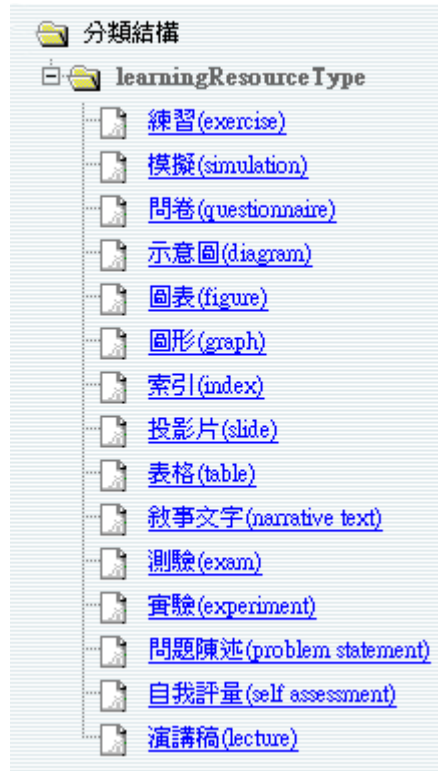 分類結構
learningResourceType
練習(exercise)
模擬(simulation)
問卷(questionnaire)
示意圖(diagram)
圖表(figure)
圖形(graph)
索引(index)
投影片(slide)
表格(table)
敘事文字(narrative text)
測驗(exam)
實驗(experiment)
問題陳述(problem statement)
自我評量(self assessment)
演講稿(lecture)